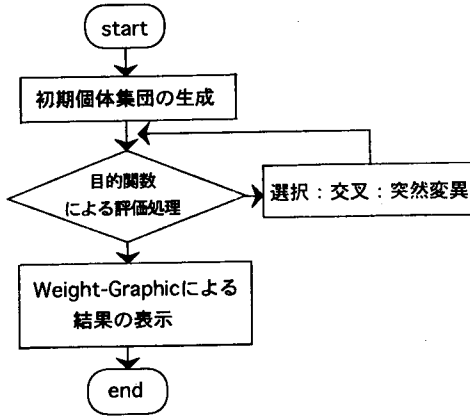 start
初期個体集団の生成
目的関数
による評価処理
選択：交叉：突然変異
Weight-Graphicによる
結果の表示
end